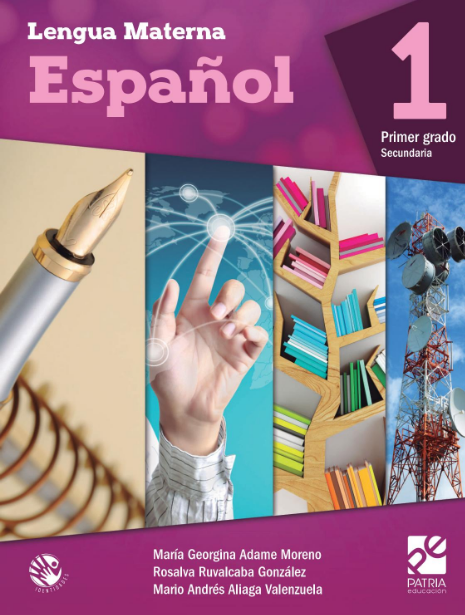 Lengua Materna
Español
1
Primer grado
Secundaria
María Georgina Adame Moreno
Rosalva Ruvalcaba González
Mario Andrés Aliaga Valenzuela
IDENTIDADES
PATRIA
educación